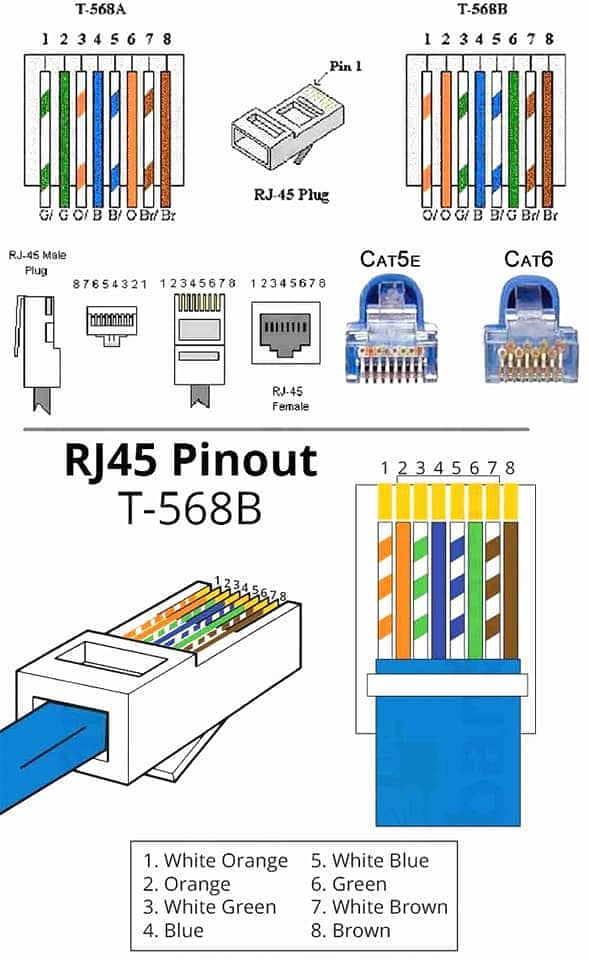 T-568A
1 2 3 4 5 6 7 8
G/ G O/ B B/ O Br/ Br
Pin 1
RJ-45 Plug
T-568B
1 2 3 4 5 6 7 8
O/ O G/ B B/ G Br/ Br
RJ-45 Male
Plug
8 7 6 5 4 3 2 1
1 2 3 4 5 6 7 8
1 2 3 4 5 6 7 8
RJ-45
Female
CAT5E
CAT6
RJ45 Pinout
T-568B
1 2 3 4 5 6 7 8
1 2 3 4 5 6 7 8
1. White Orange
2. Orange
3. White Green
4. Blue
5. White Blue
6. Green
7. White Brown
8. Brown